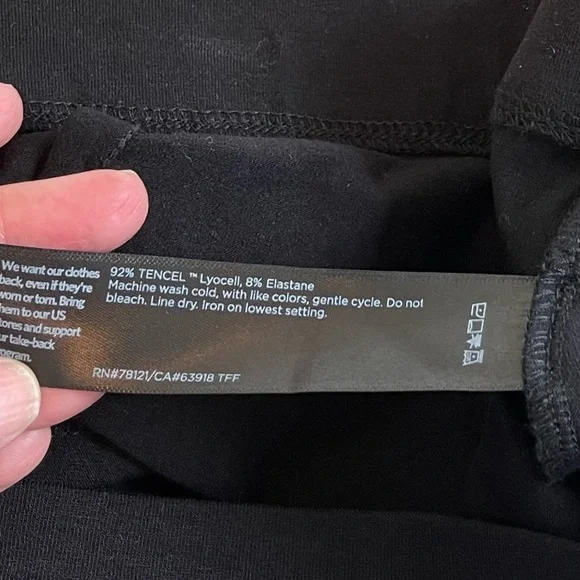 We want our clothes
back, even if they're
worn or torn. Bring
them to our US
stores and support
our take-back
program.
92% TENCEL ™ Lyocell, 8% Elastane
Machine wash cold, with like colors, gentle cycle. Do not
bleach. Line dry. Iron on lowest setting.
RN#78121/CA#63918 TFF